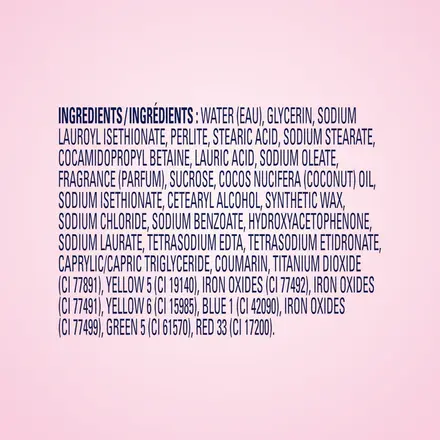 INGREDIENTS / INGRÉDIENTS : WATER (EAU), GLYCERIN, SODIUM
LAUROYL ISETHIONATE, PERLITE, STEARIC ACID, SODIUM STEARATE,
COCAMIDOPROPYL BETAINE, LAURIC ACID, SODIUM OLEATE,
FRAGRANCE (PARFUM), SUCROSE, COCOS NUCIFERA (COCONUT) OIL,
SODIUM ISETHIONATE, CETEARYL ALCOHOL, SYNTHETIC WAX,
SODIUM CHLORIDE, SODIUM BENZOATE, HYDROXYACETOPHENONE,
SODIUM LAURATE, TETRASODIUM EDTA, TETRASODIUM ETIDRONATE,
CAPRYLIC/CAPRIC TRIGLYCERIDE, COUMARIN, TITANIUM DIOXIDE
(CI 77891), YELLOW 5 (CI 19140), IRON OXIDES (CI 77492), IRON OXIDES
(CI 77491), YELLOW 6 (CI 15985), BLUE 1 (CI 42090), IRON OXIDES
(CI 77499), GREEN 5 (CI 61570), RED 33 (CI 17200).